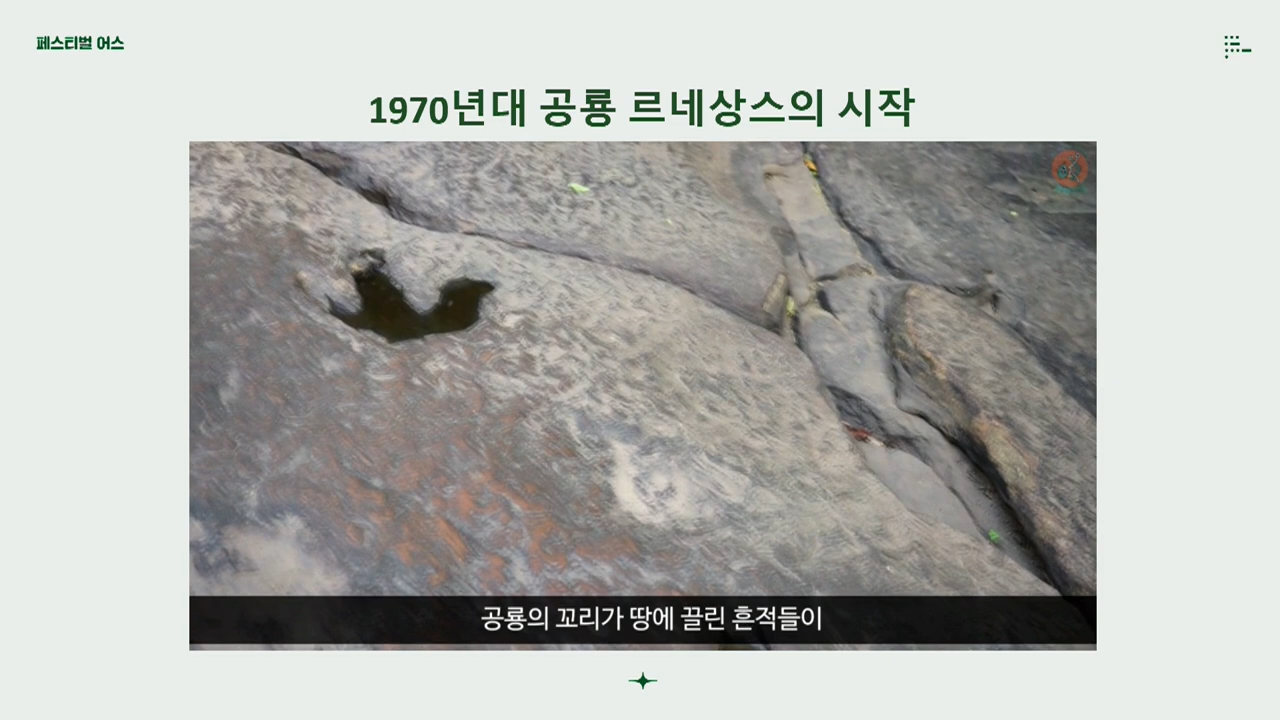 페스티벌 어스
1970년대 공룡 르네상스의 시작
공룡의 꼬리가 땅에 끌린 흔적들이